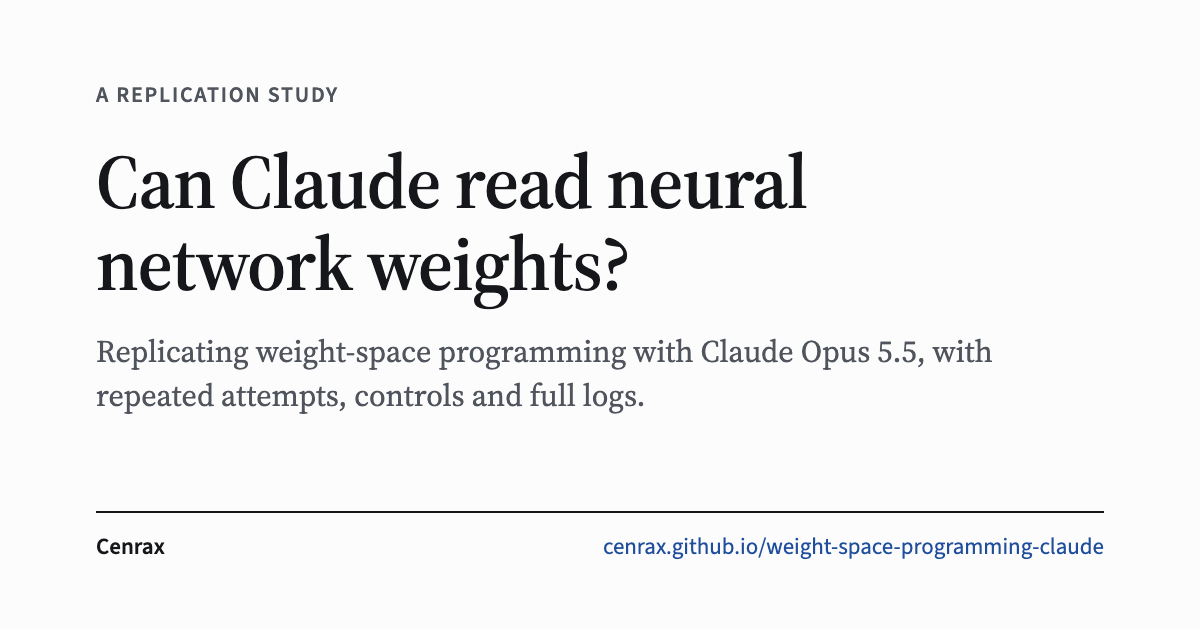 A REPLICATION STUDY
Can Claude read neural
network weights?
Replicating weight-space programming with Claude Opus 5.5, with
repeated attempts, controls and full logs.
Cenrax
cenrax.github.io/weight-space-programming-claude